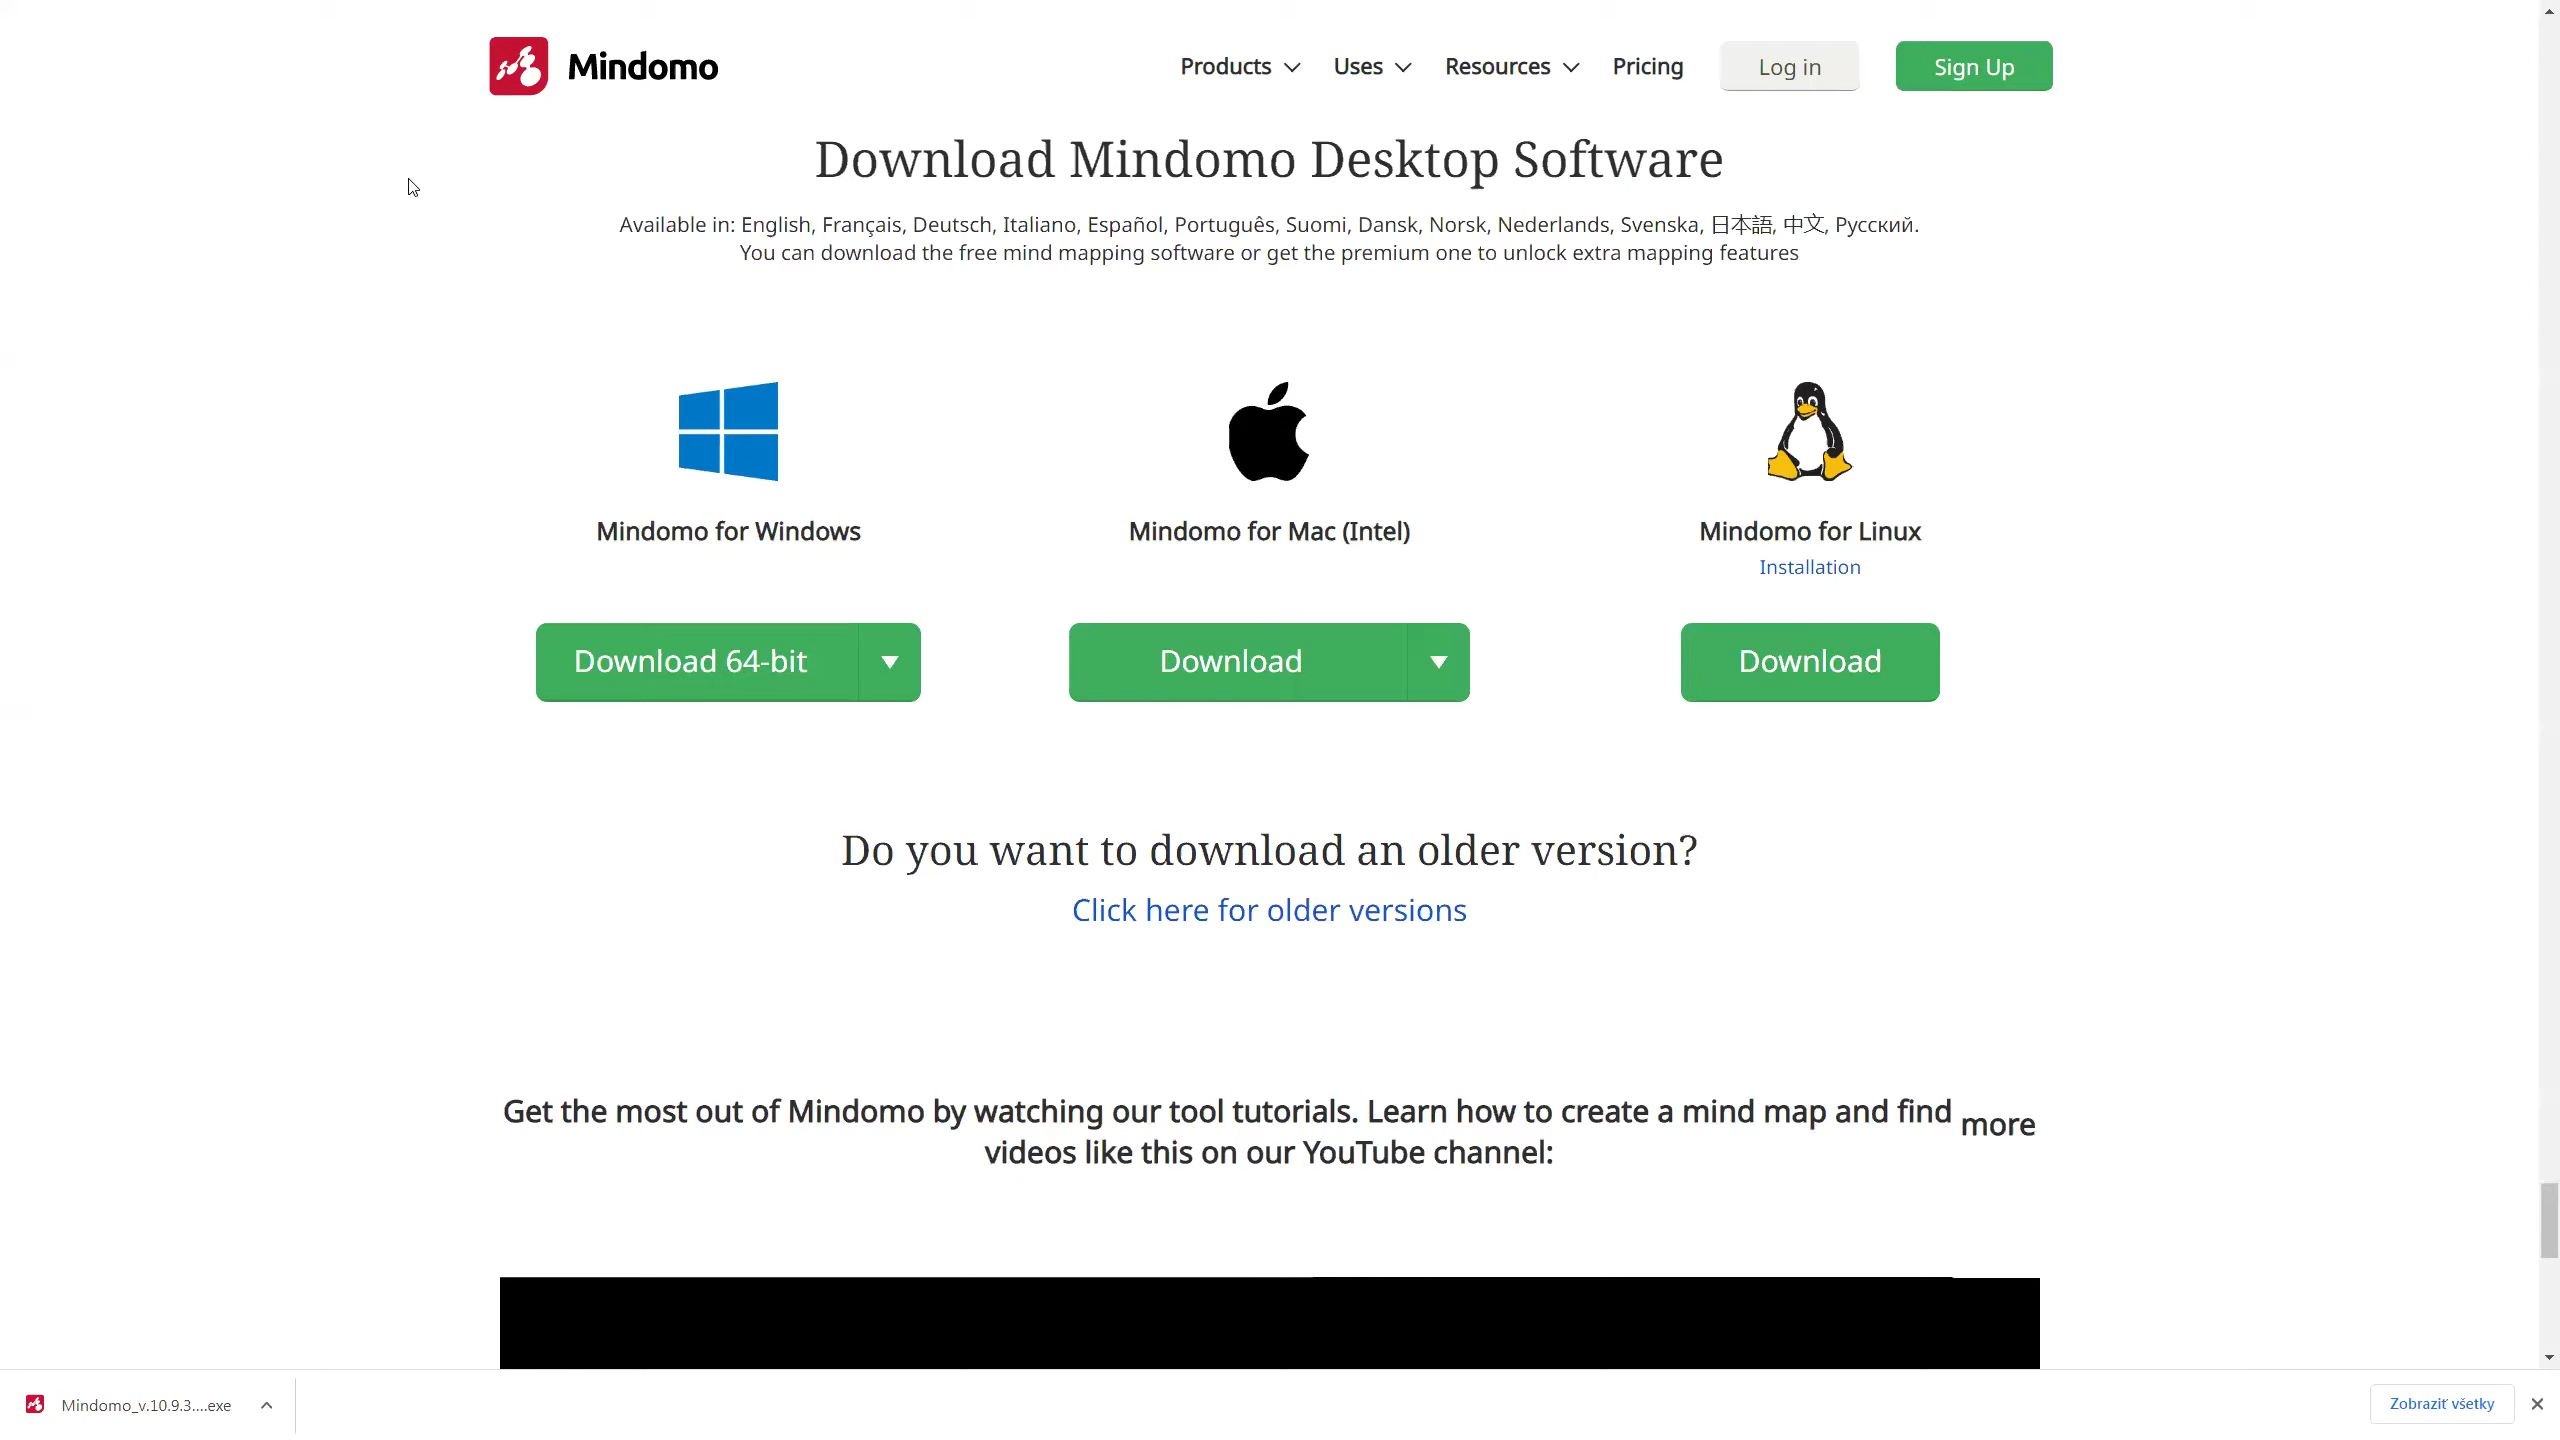 Mindomo
Products
Uses
Resources
Pricing
Log in
Sign Up
Download Mindomo Desktop Software
Available in: English, Français, Deutsch, Italiano, Español, Português, Suomi, Dansk, Norsk, Nederlands, Svenska, 日本語, 中文, Русский.
You can download the free mind mapping software or get the premium one to unlock extra mapping features
Mindomo for Windows
Download 64-bit
Mindomo for Mac (Intel)
Download
Mindomo for Linux
Installation
Download
Do you want to download an older version?
Click here for older versions
Get the most out of Mindomo by watching our tool tutorials. Learn how to create a mind map and find more
videos like this on our YouTube channel:
Mindomo_v.10.9.3....exe
Zobraziť všetky